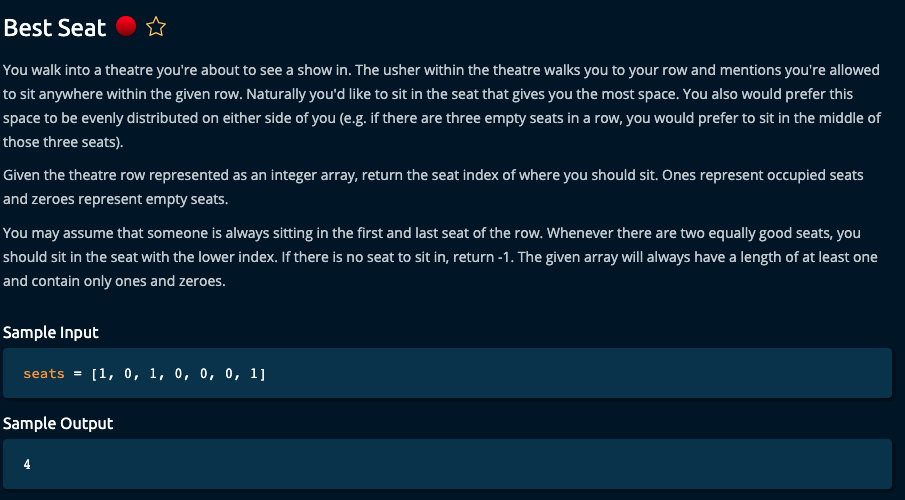 Best Seat
You walk into a theatre you're about to see a show in. The usher within the theatre walks you to your row and mentions you're allowed
to sit anywhere within the given row. Naturally you'd like to sit in the seat that gives you the most space. You also would prefer this
space to be evenly distributed on either side of you (e.g. if there are three empty seats in a row, you would prefer to sit in the middle of
those three seats).
Given the theatre row represented as an integer array, return the seat index of where you should sit. Ones represent occupied seats
and zeroes represent empty seats.
You may assume that someone is always sitting in the first and last seat of the row. Whenever there are two equally good seats, you
should sit in the seat with the lower index. If there is no seat to sit in, return -1. The given array will always have a length of at least one
and contain only ones and zeroes.
Sample Input
seats = [1, 0, 1, 0, 0, 0, 1]
Sample Output
4